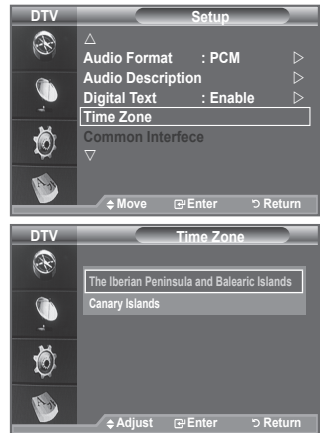 DTV Setup
△
Audio Format : PCM ▷
Audio Description ▷
Digital Text : Enable ▷
Time Zone
Common Interfece
▽
Move Enter Return
DTV Time Zone
The Iberian Peninsula and Balearic Islands
Canary Islands
Adjust Enter Return